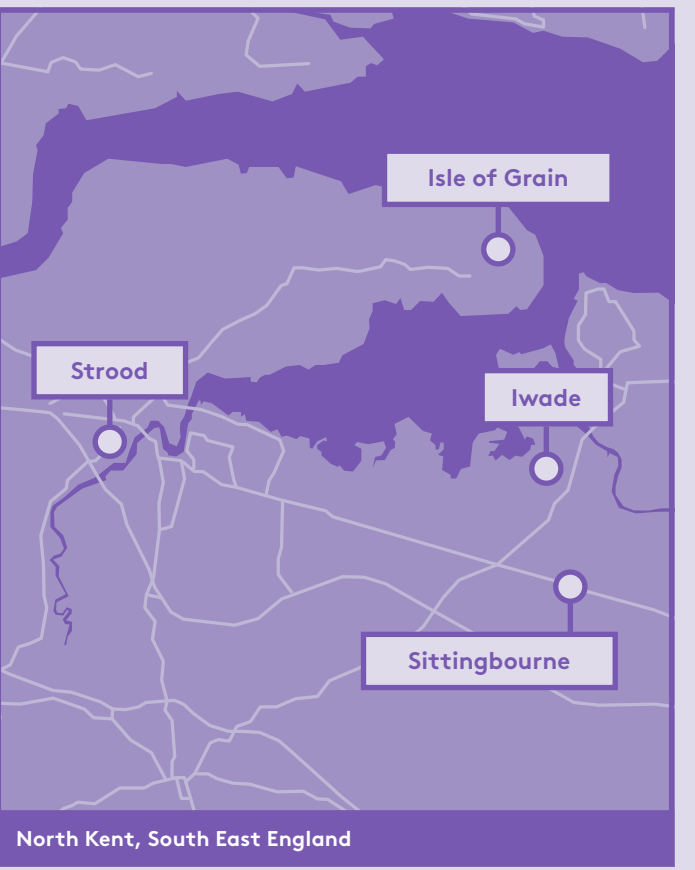 Isle of Grain
Strood
Iwade
Sittingbourne
North Kent, South East England